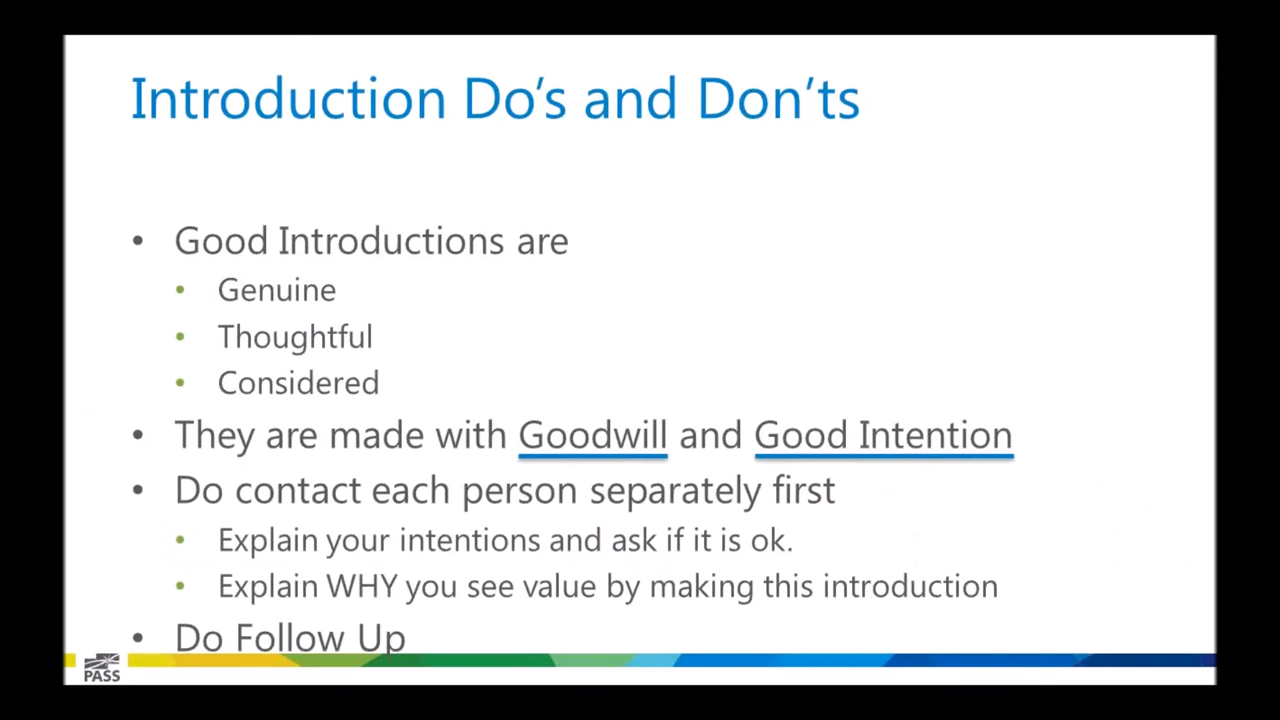 Introduction Do's and Don'ts
• Good Introductions are
• Genuine
• Thoughtful
• Considered
• They are made with Goodwill and Good Intention
• Do contact each person separately first
• Explain your intentions and ask if it is ok.
• Explain WHY you see value by making this introduction
• Do Follow Up
PASS